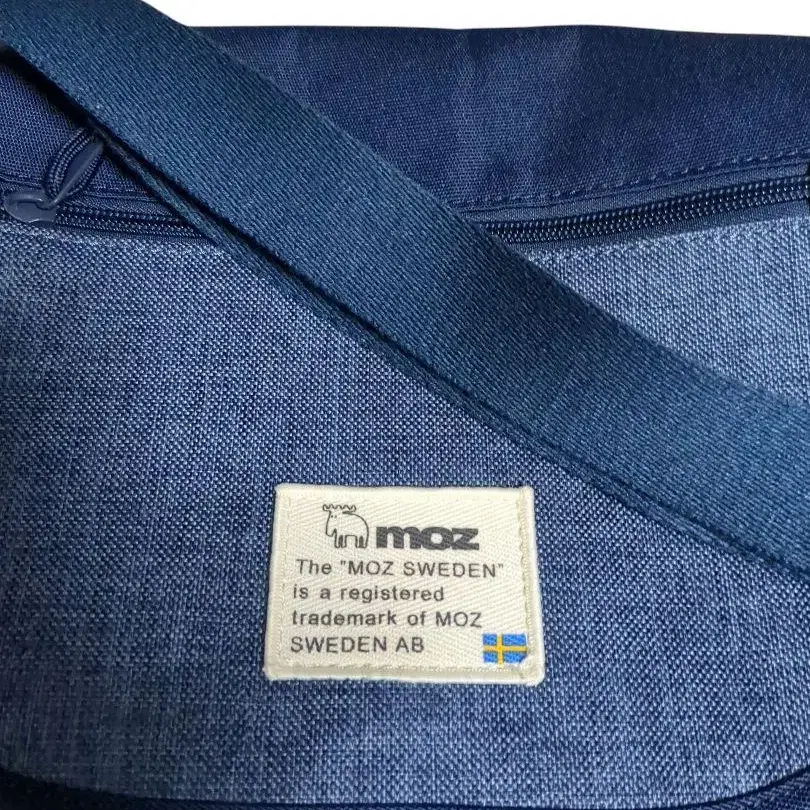 moz
The "MOZ SWEDEN"
is a registered
trademark of MOZ
SWEDEN AB